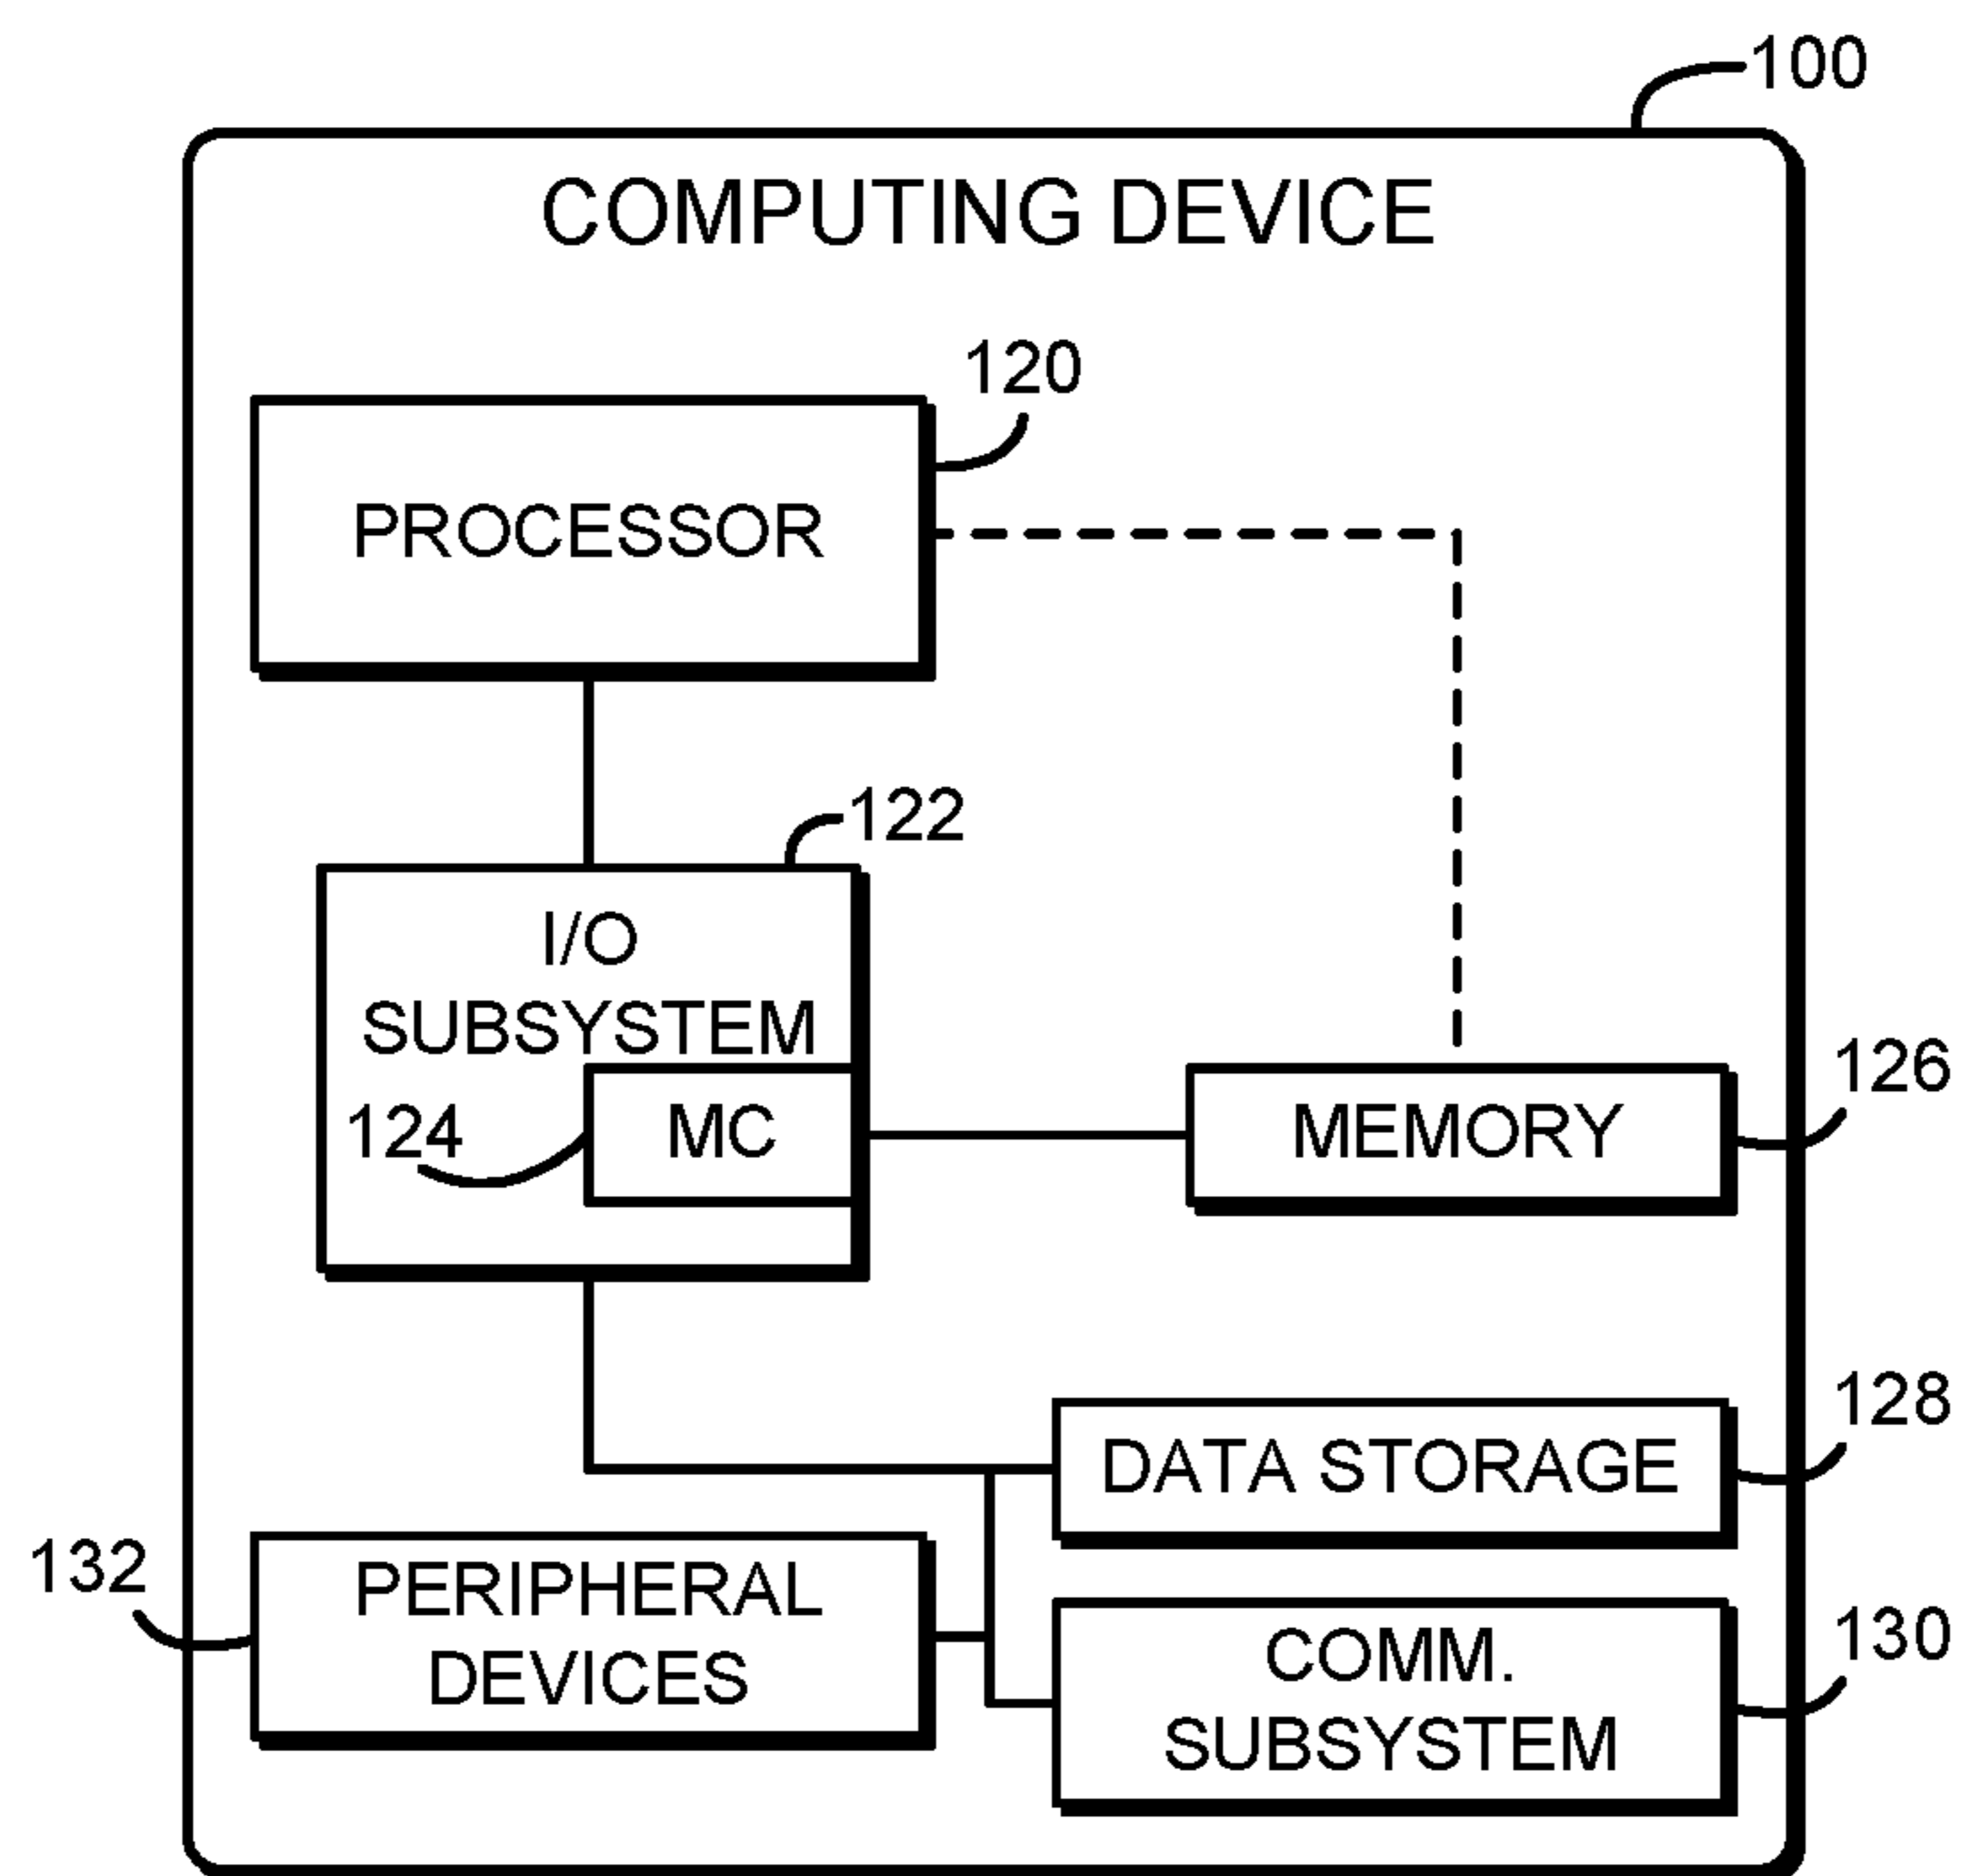 100
COMPUTING DEVICE
120
PROCESSOR
122
I/O
SUBSYSTEM
124
MC
MEMORY
126
DATA STORAGE
128
132
PERIPHERAL
DEVICES
COMM.
SUBSYSTEM
130